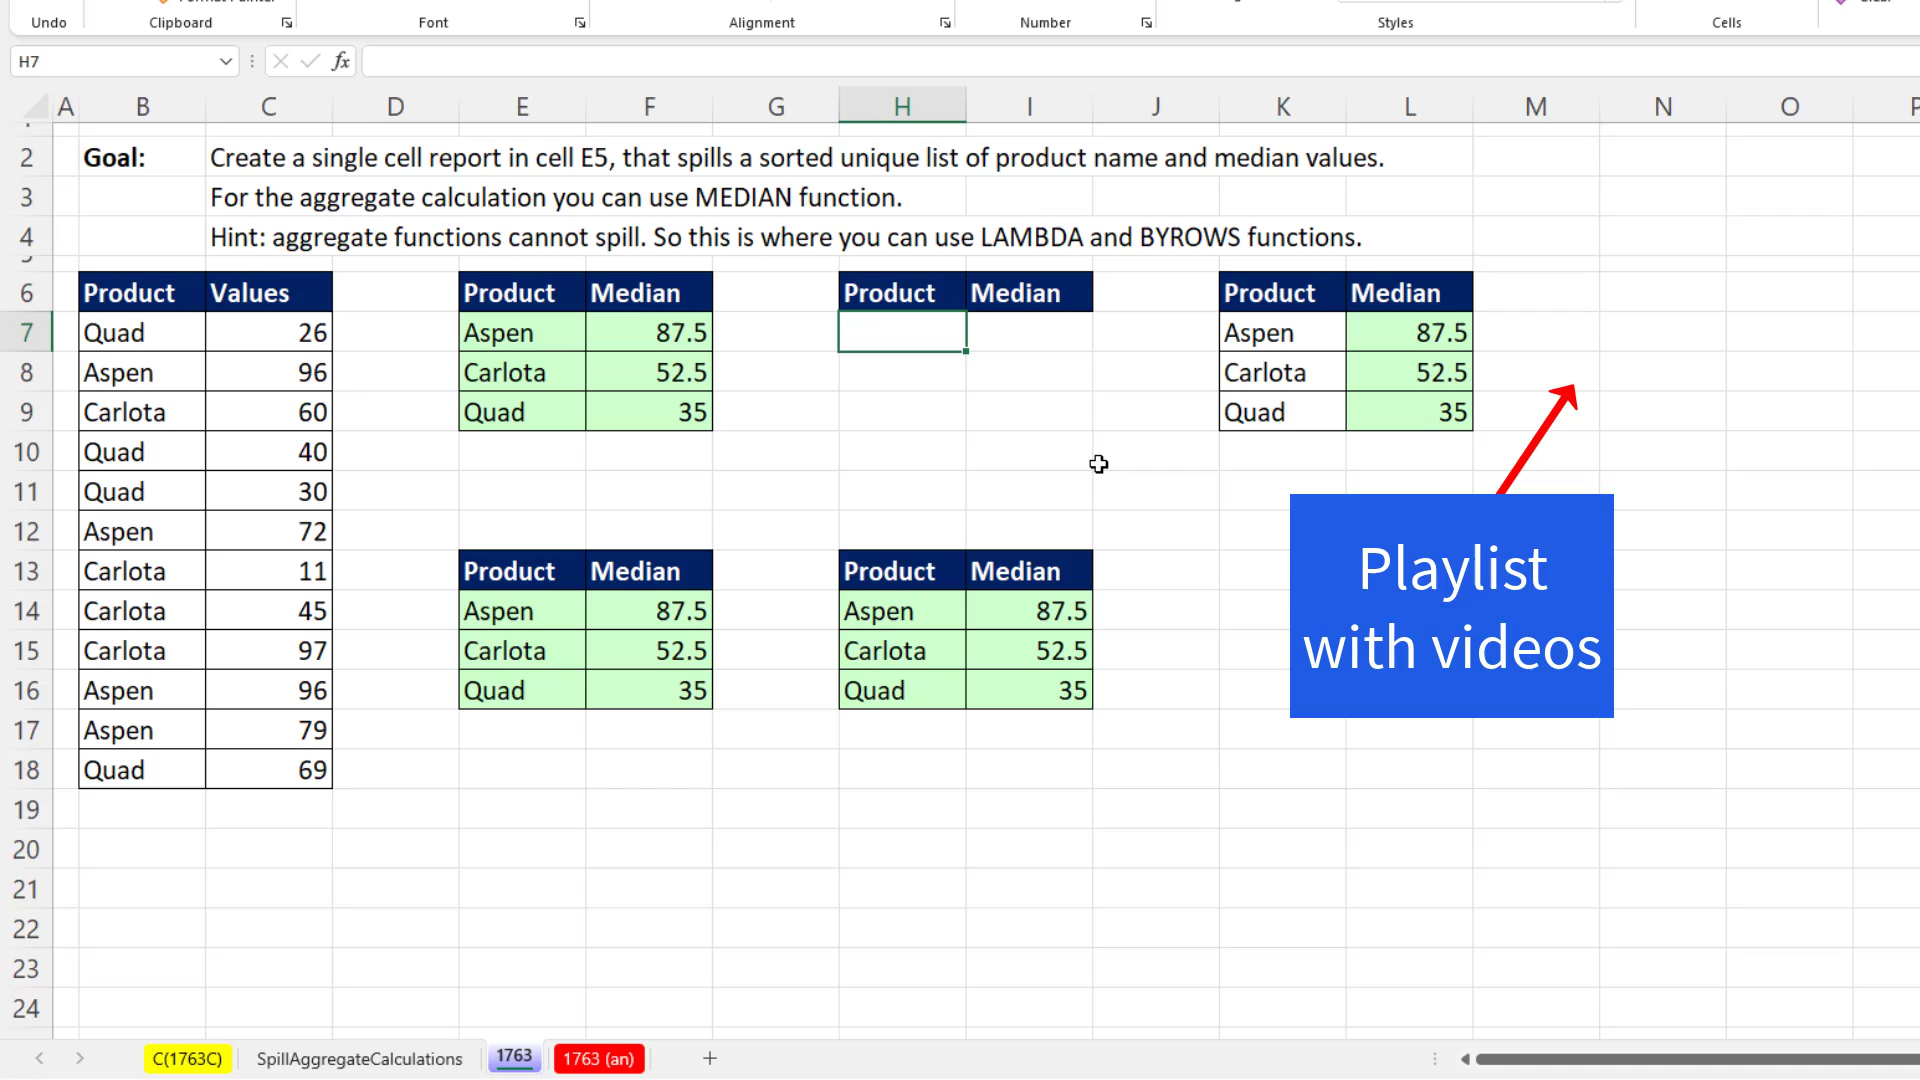 Undo Clipboard Font Alignment Number Styles Cells
H7 fx
A B C D E F G H I J K L M N O P
2 Goal: Create a single cell report in cell E5, that spills a sorted unique list of product name and median values.
3 For the aggregate calculation you can use MEDIAN function.
4 Hint: aggregate functions cannot spill. So this is where you can use LAMBDA and BYROWS functions.
6 Product Values Product Median Product Median Product Median
7 Quad 26 Aspen 87.5 Aspen 87.5
8 Aspen 96 Carlota 52.5 Carlota 52.5
9 Carlota 60 Quad 35 Quad 35
10 Quad 40
11 Quad 30
12 Aspen 72
13 Carlota 11 Product Median Product Median
14 Carlota 45 Aspen 87.5 Aspen 87.5
15 Carlota 97 Carlota 52.5 Carlota 52.5
16 Aspen 96 Quad 35 Quad 35
17 Aspen 79
18 Quad 69
19
20
21
22
23
24
Playlist
with videos
C(1763C) SpillAggregateCalculations 1763 1763 (an)